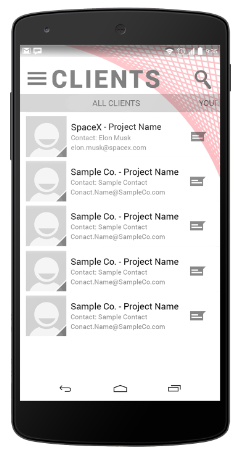 CLIENTS
ALL CLIENTS
YOU
SpaceX - Project Name
Contact: Elon Musk
elon.musk@spacex.com
Sample Co. - Project Name
Contact: Sample Contact
Conact.Name@SampleCo.com
Sample Co. - Project Name
Contact: Sample Contact
Conact.Name@SampleCo.com
Sample Co. - Project Name
Contact: Sample Contact
Conact.Name@SampleCo.com
Sample Co. - Project Name
Contact: Sample Contact
Conact.Name@SampleCo.com